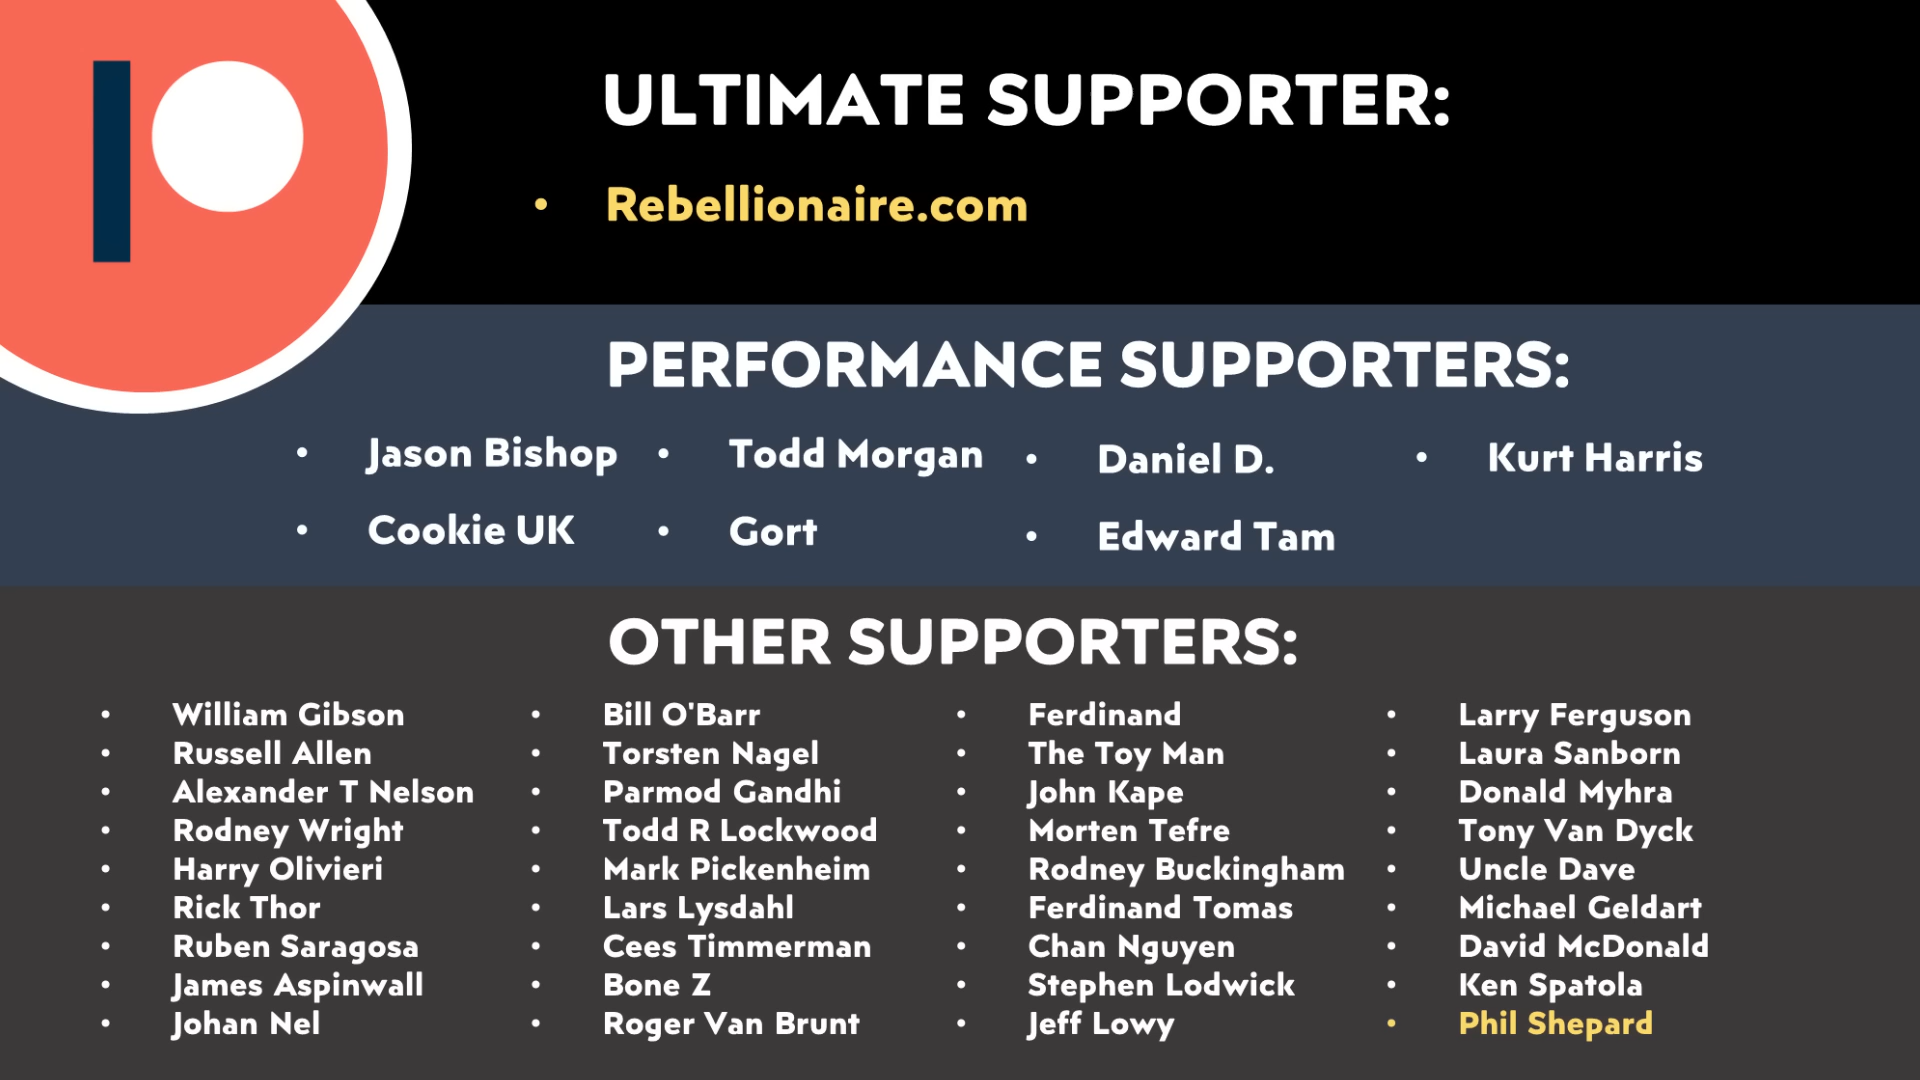 ULTIMATE SUPPORTER:
• Rebellionaire.com
PERFORMANCE SUPPORTERS:
• Jason Bishop
• Cookie UK
• Todd Morgan
• Gort
• Daniel D.
• Edward Tam
• Kurt Harris
OTHER SUPPORTERS:
• William Gibson
• Russell Allen
• Alexander T Nelson
• Rodney Wright
• Harry Olivieri
• Rick Thor
• Ruben Saragosa
• James Aspinwall
• Johan Nel
• Bill O'Barr
• Torsten Nagel
• Parmod Gandhi
• Todd R Lockwood
• Mark Pickenheim
• Lars Lysdahl
• Cees Timmerman
• Bone Z
• Roger Van Brunt
• Ferdinand
• The Toy Man
• John Kape
• Morten Tefre
• Rodney Buckingham
• Ferdinand Tomas
• Chan Nguyen
• Stephen Lodwick
• Jeff Lowy
• Larry Ferguson
• Laura Sanborn
• Donald Myhra
• Tony Van Dyck
• Uncle Dave
• Michael Geldart
• David McDonald
• Ken Spatola
• Phil Shepard